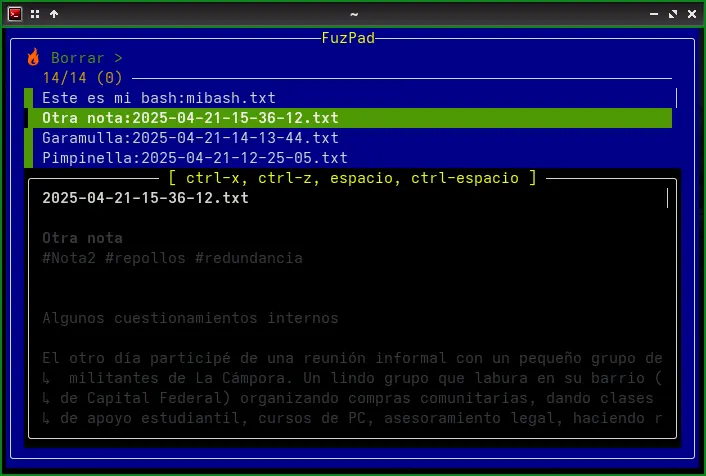 ~
FuzPad
Borrar >
14/14 (0)
Este es mi bash:mibash.txt
Otra nota:2025-04-21-15-36-12.txt
Garamulla:2025-04-21-14-13-44.txt
Pimpinella:2025-04-21-12-25-05.txt
[ ctrl-x, ctrl-z, espacio, ctrl-espacio ]
2025-04-21-15-36-12.txt
Otra nota
#Nota2 #repollos #redundancia
Algunos cuestionamientos internos
El otro día participé de una reunión informal con un pequeño grupo de
↳ militantes de La Cámpora. Un lindo grupo que labura en su barrio (
↳ de Capital Federal) organizando compras comunitarias, dando clases
↳ de apoyo estudiantil, cursos de PC, asesoramiento legal, haciendo r